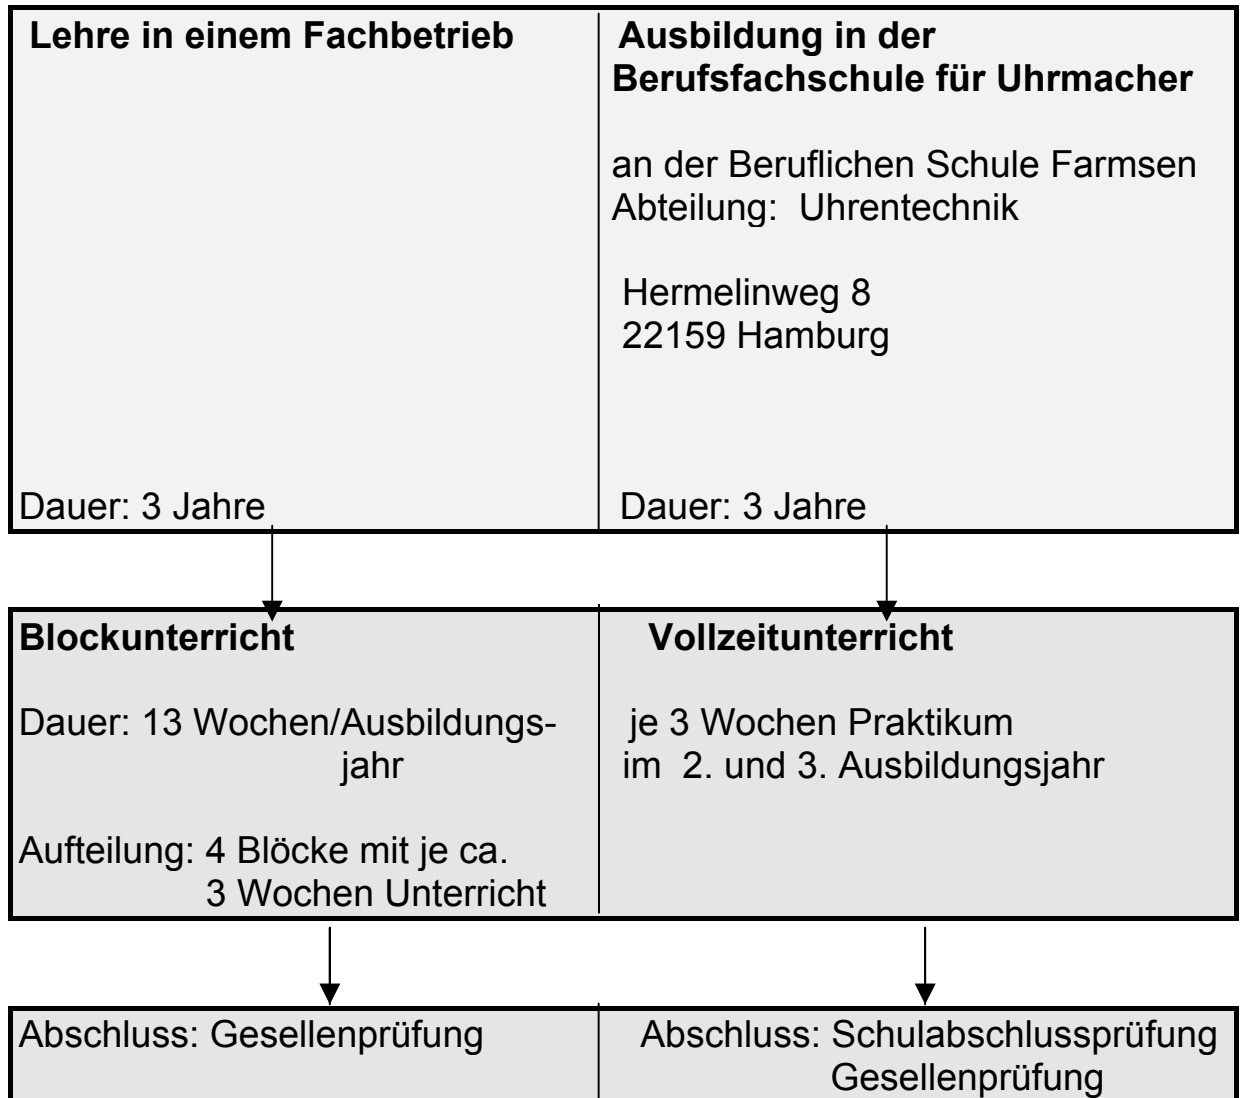 Lehre in einem Fachbetrieb
Dauer: 3 Jahre
Ausbildung in der
Berufsfachschule für Uhrmacher
an der Beruflichen Schule Farmsen
Abteilung: Uhrentechnik
Hermelinweg 8
22159 Hamburg
Dauer: 3 Jahre
Blockunterricht
Dauer: 13 Wochen/Ausbildungs-
jahr
Aufteilung: 4 Blöcke mit je ca.
3 Wochen Unterricht
Vollzeitunterricht
je 3 Wochen Praktikum
im 2. und 3. Ausbildungsjahr
Abschluss: Gesellenprüfung
Abschluss: Schulabschlussprüfung
Gesellenprüfung